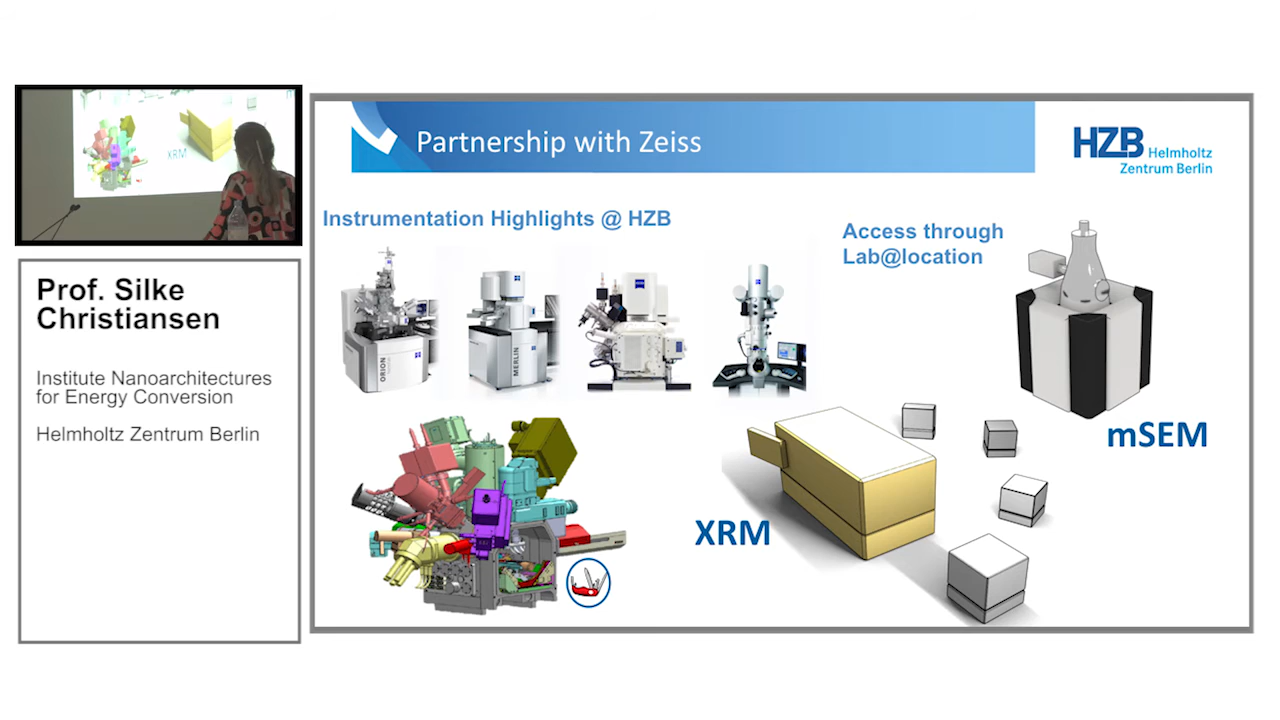 Partnership with Zeiss
HZB Helmholtz
Zentrum Berlin
Instrumentation Highlights @ HZB
Access through
Lab@location
ORION
MERLIN
mSEM
XRM
XRM
Prof. Silke
Christiansen
Institute Nanoarchitectures
for Energy Conversion
Helmholtz Zentrum Berlin